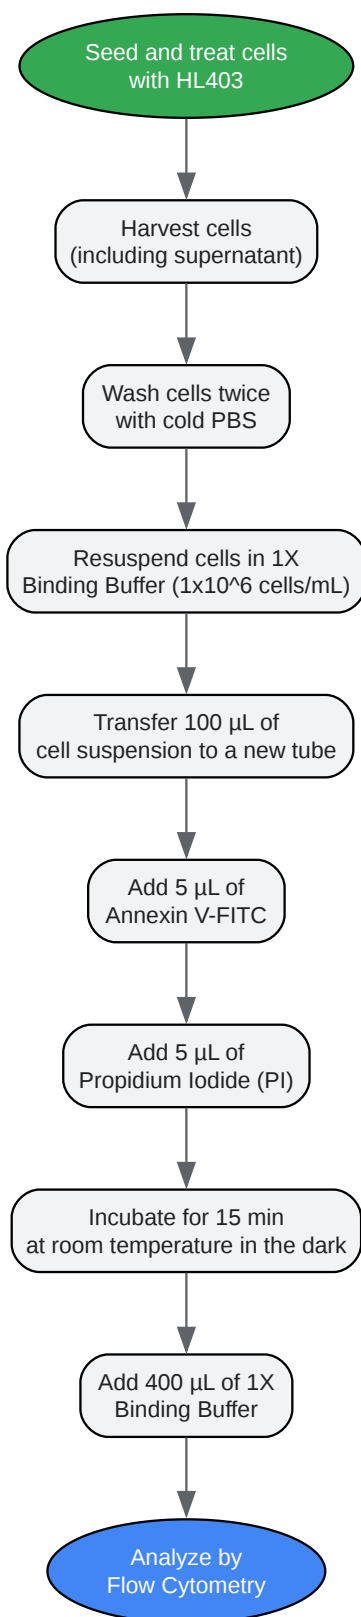 Seed and treat cells
with HL403
Harvest cells
(including supernatant)
Wash cells twice
with cold PBS
Resuspend cells in 1X
Binding Buffer (1x10^6 cells/mL)
Transfer 100 µL of
cell suspension to a new tube
Add 5 µL of
Annexin V-FITC
Add 5 µL of
Propidium Iodide (PI)
Incubate for 15 min
at room temperature in the dark
Add 400 µL of 1X
Binding Buffer
Analyze by
Flow Cytometry